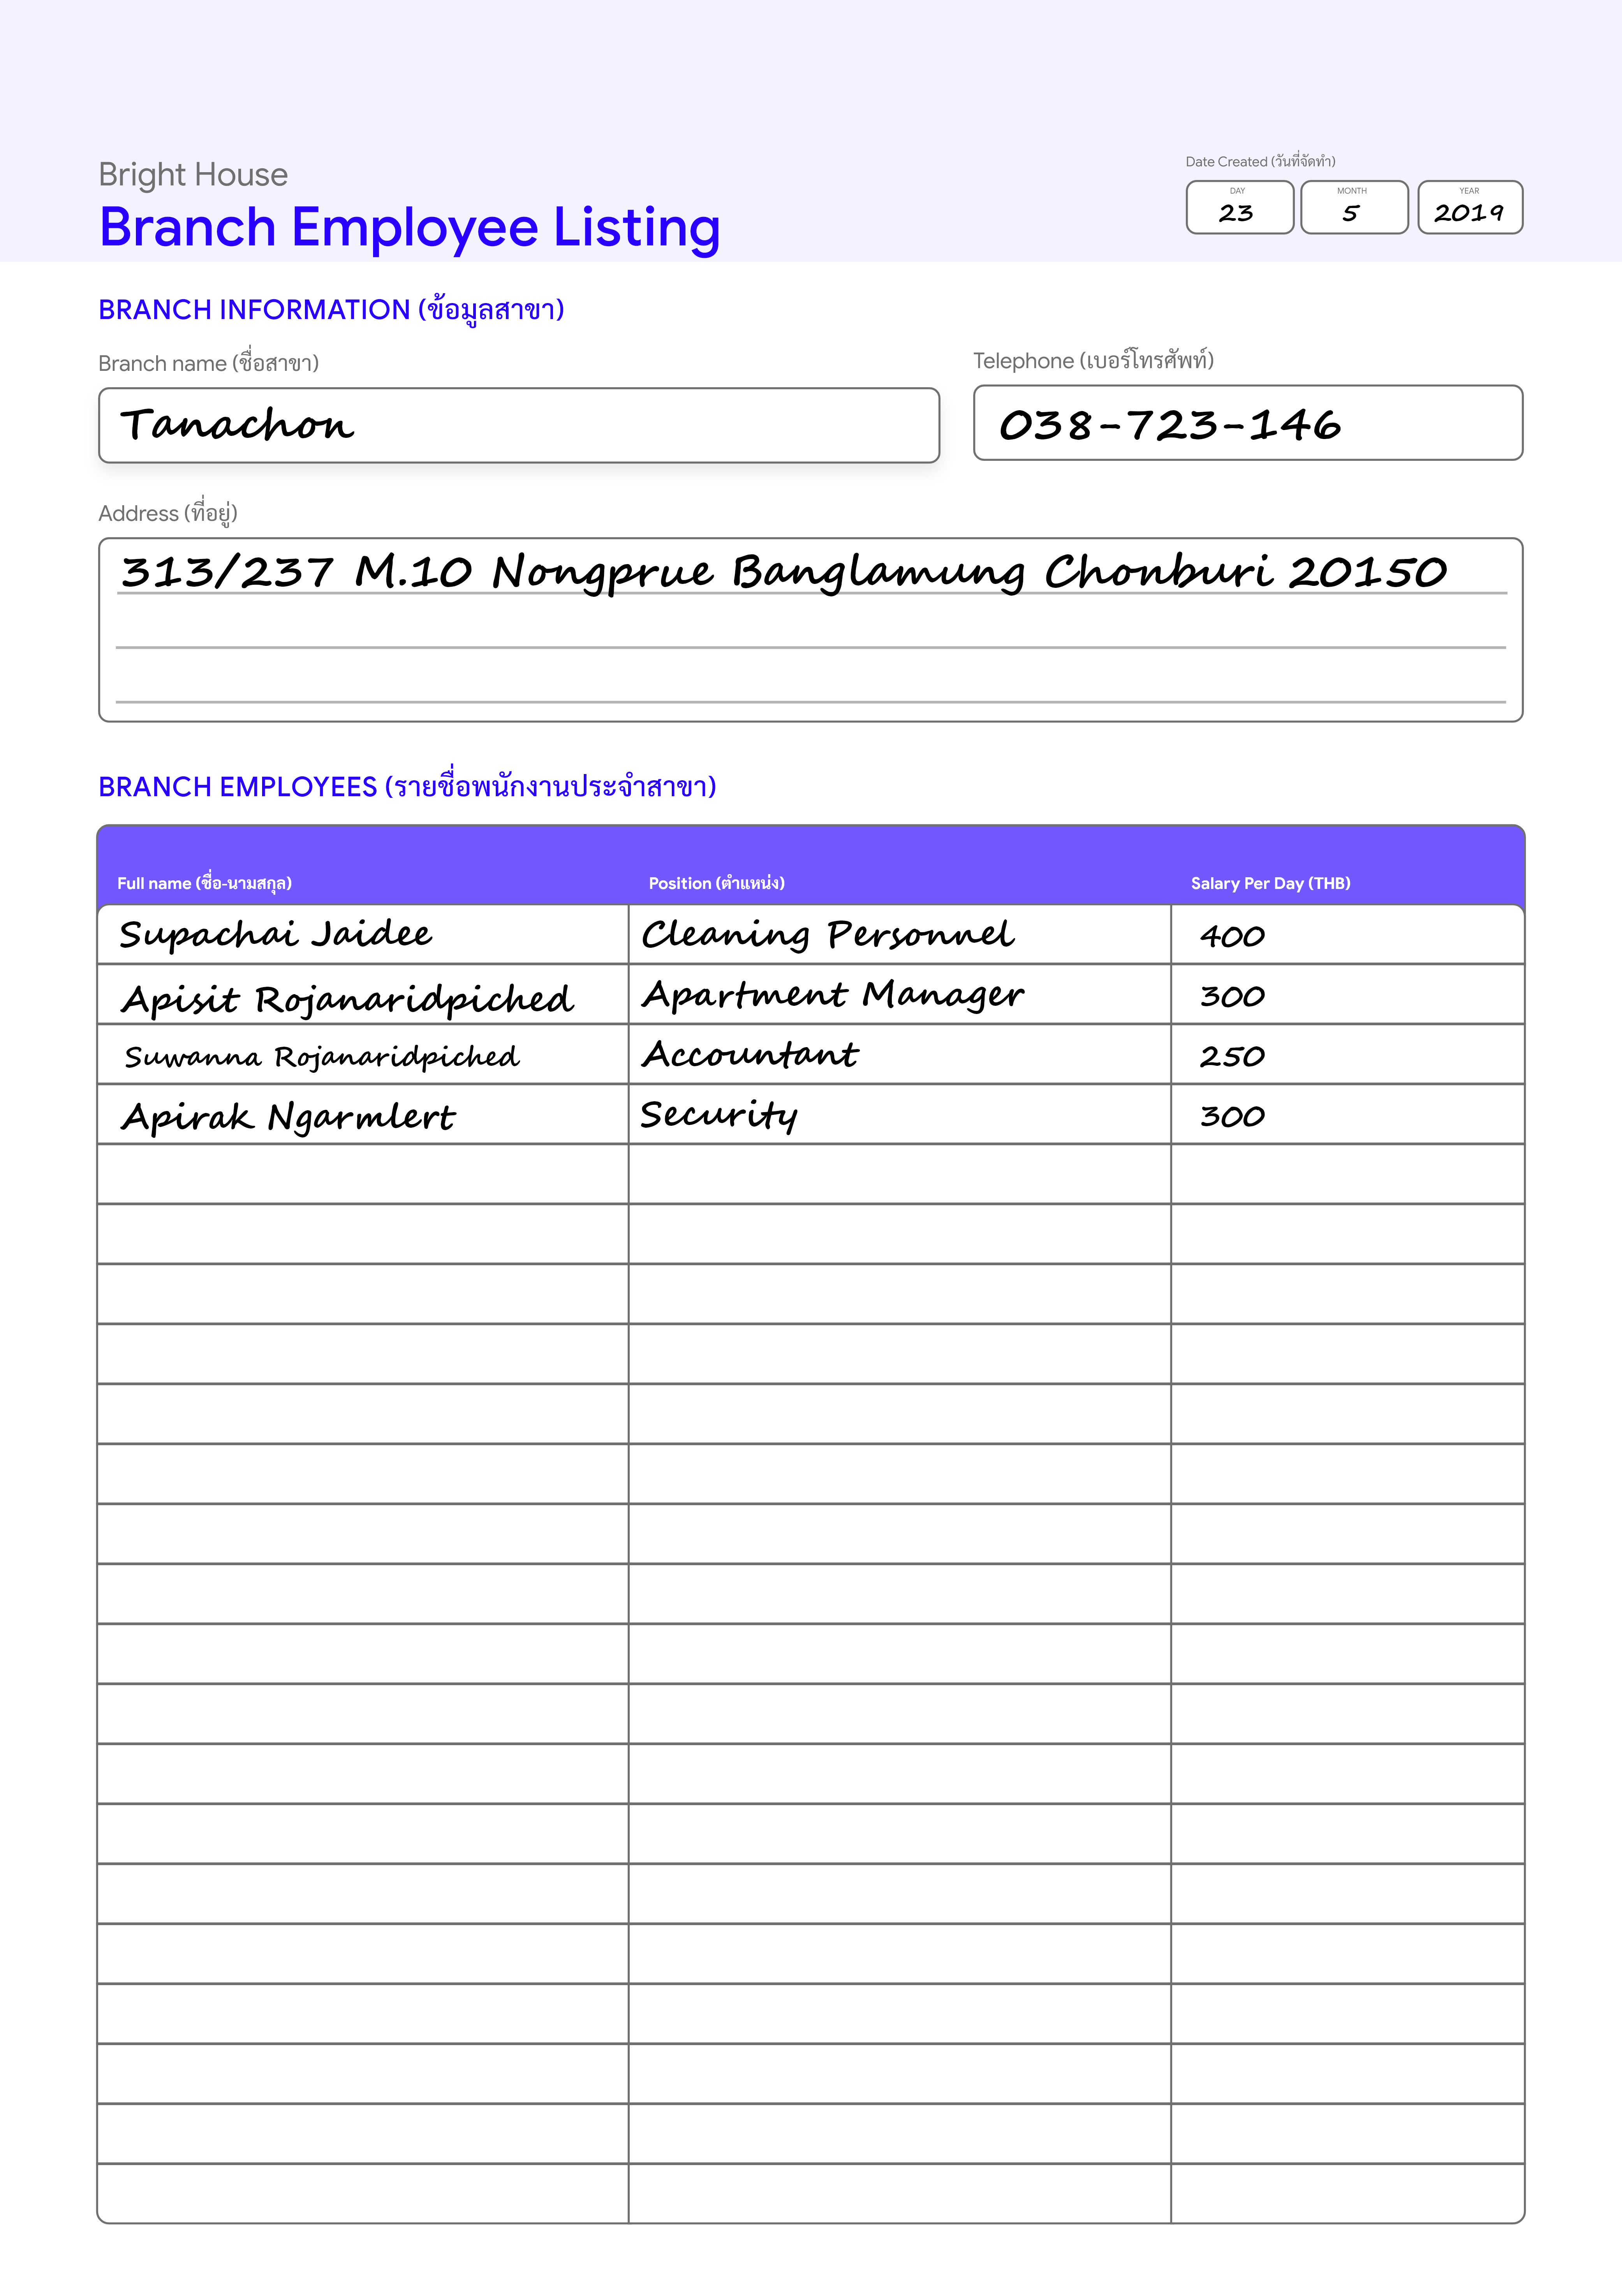 Bright House
Branch Employee Listing
Date Created (วันที่จัดทำ)
DAY MONTH YEAR
23 5 2019
BRANCH INFORMATION (ข้อมูลสาขา)
Branch name (ชื่อสาขา) Telephone (เบอร์โทรศัพท์)
Tanachon 038-723-146
Address (ที่อยู่)
313/237 M.10 Nongprue Banglamung Chonburi 20150
BRANCH EMPLOYEES (รายชื่อพนักงานประจำสาขา)
Full name (ชื่อ-นามสกุล) Position (ตำแหน่ง) Salary Per Day (THB)
Supachai Jaidee Cleaning Personnel 400
Apisit Rojanaridpiched Apartment Manager 300
Suwanna Rojanaridpiched Accountant 250
Apirak Ngarmlert Security 300